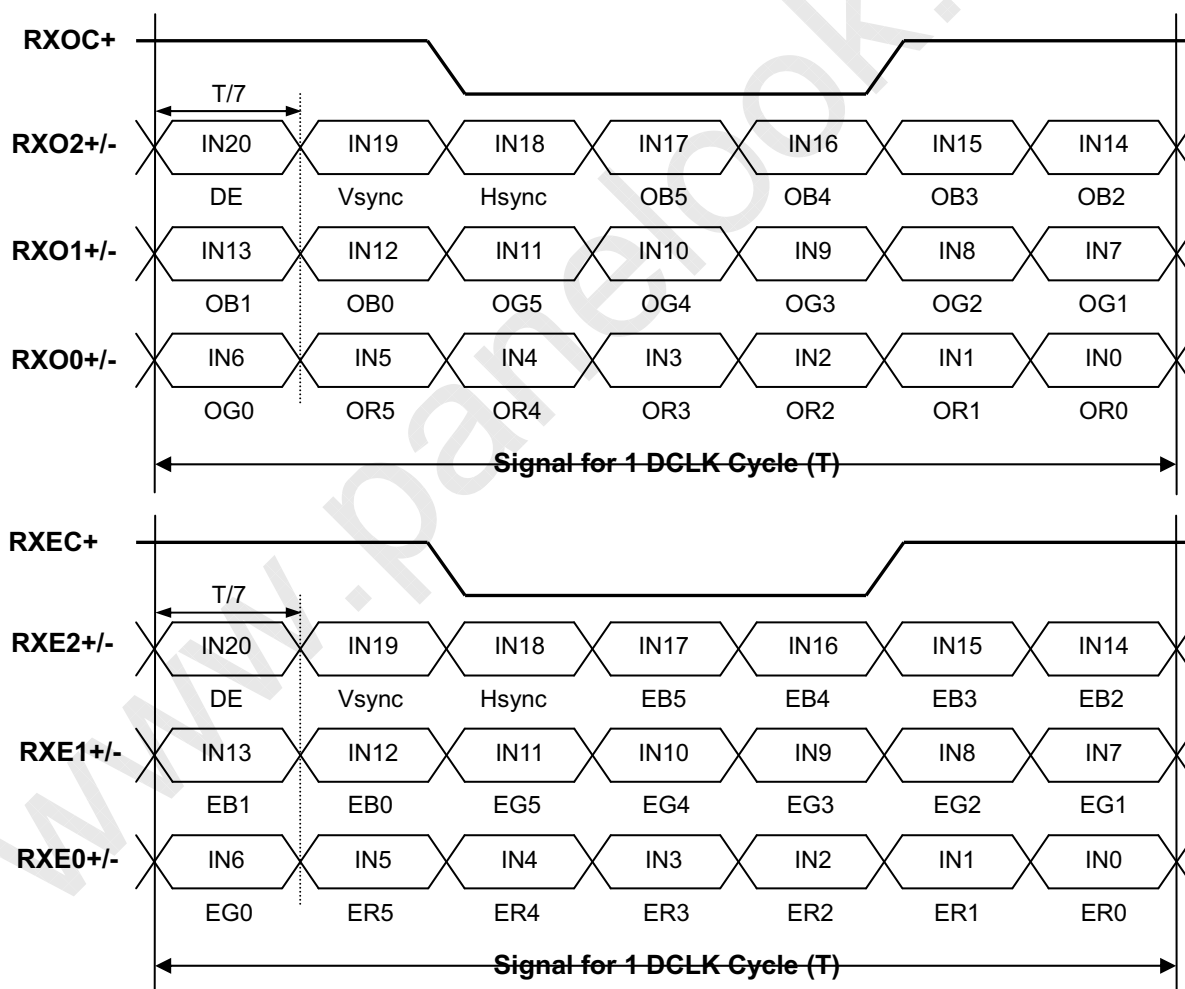 RXOC+
T/7
RXO2+/- IN20 IN19 IN18 IN17 IN16 IN15 IN14
DE Vsync Hsync OB5 OB4 OB3 OB2
RXO1+/- IN13 IN12 IN11 IN10 IN9 IN8 IN7
OB1 OB0 OG5 OG4 OG3 OG2 OG1
RXO0+/- IN6 IN5 IN4 IN3 IN2 IN1 IN0
OG0 OR5 OR4 OR3 OR2 OR1 OR0
Signal for 1 DCLK Cycle (T)
RXEC+
T/7
RXE2+/- IN20 IN19 IN18 IN17 IN16 IN15 IN14
DE Vsync Hsync EB5 EB4 EB3 EB2
RXE1+/- IN13 IN12 IN11 IN10 IN9 IN8 IN7
EB1 EB0 EG5 EG4 EG3 EG2 EG1
RXE0+/- IN6 IN5 IN4 IN3 IN2 IN1 IN0
EG0 ER5 ER4 ER3 ER2 ER1 ER0
Signal for 1 DCLK Cycle (T)
www.panelook.